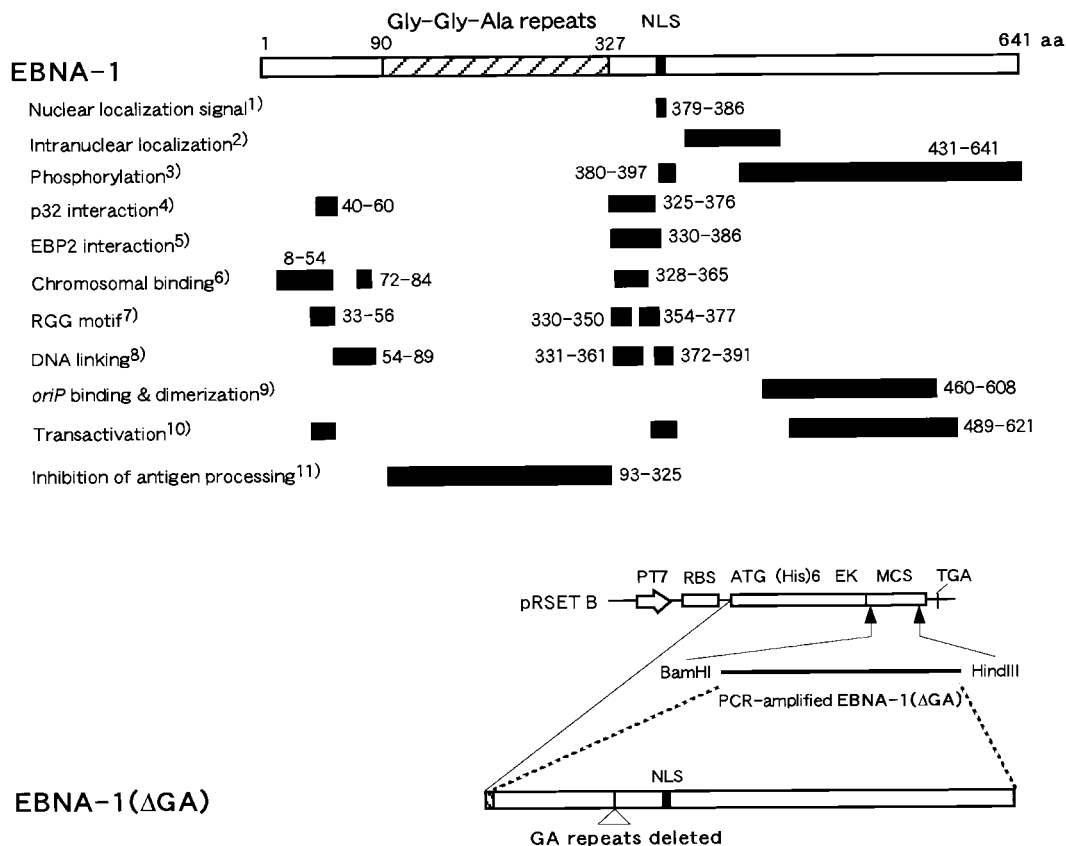 Gly-Gly-Ala repeats NLS
1 90 327 641 aa
EBNA-1
Nuclear localization signal1) 379-386
Intranuclear localization2)
431-641
Phosphorylation3) 380-397
p32 interaction4) 40-60 325-376
EBP2 interaction5) 330-386
8-54
Chromosomal binding6) 72-84 328-365
RGG motif7) 33-56 330-350 354-377
DNA linking8) 54-89 331-361 372-391
oriP binding & dimerization9) 460-608
Transactivation10) 489-621
Inhibition of antigen processing11) 93-325
PT7 RBS ATG (His)6 EK MCS TGA
pRSET B
BamHI HindIII
PCR-amplified EBNA-1(ΔGA)
NLS
EBNA-1(ΔGA)
GA repeats deleted